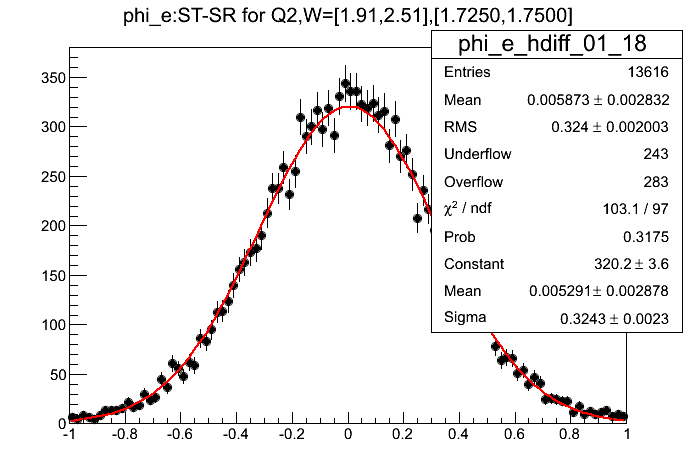 phi_e:ST-SR for Q2,W=[1.91,2.51],[1.7250,1.7500]
phi_e_hdiff_01_18
Entries 13616
Mean 0.005873 ± 0.002832
RMS 0.324 ± 0.002003
Underflow 243
Overflow 283
χ² / ndf 103.1 / 97
Prob 0.3175
Constant 320.2 ± 3.6
Mean 0.005291 ± 0.002878
Sigma 0.3243 ± 0.0023
350
300
250
200
150
100
50
0
-1 -0.8 -0.6 -0.4 -0.2 0 0.2 0.4 0.6 0.8 1